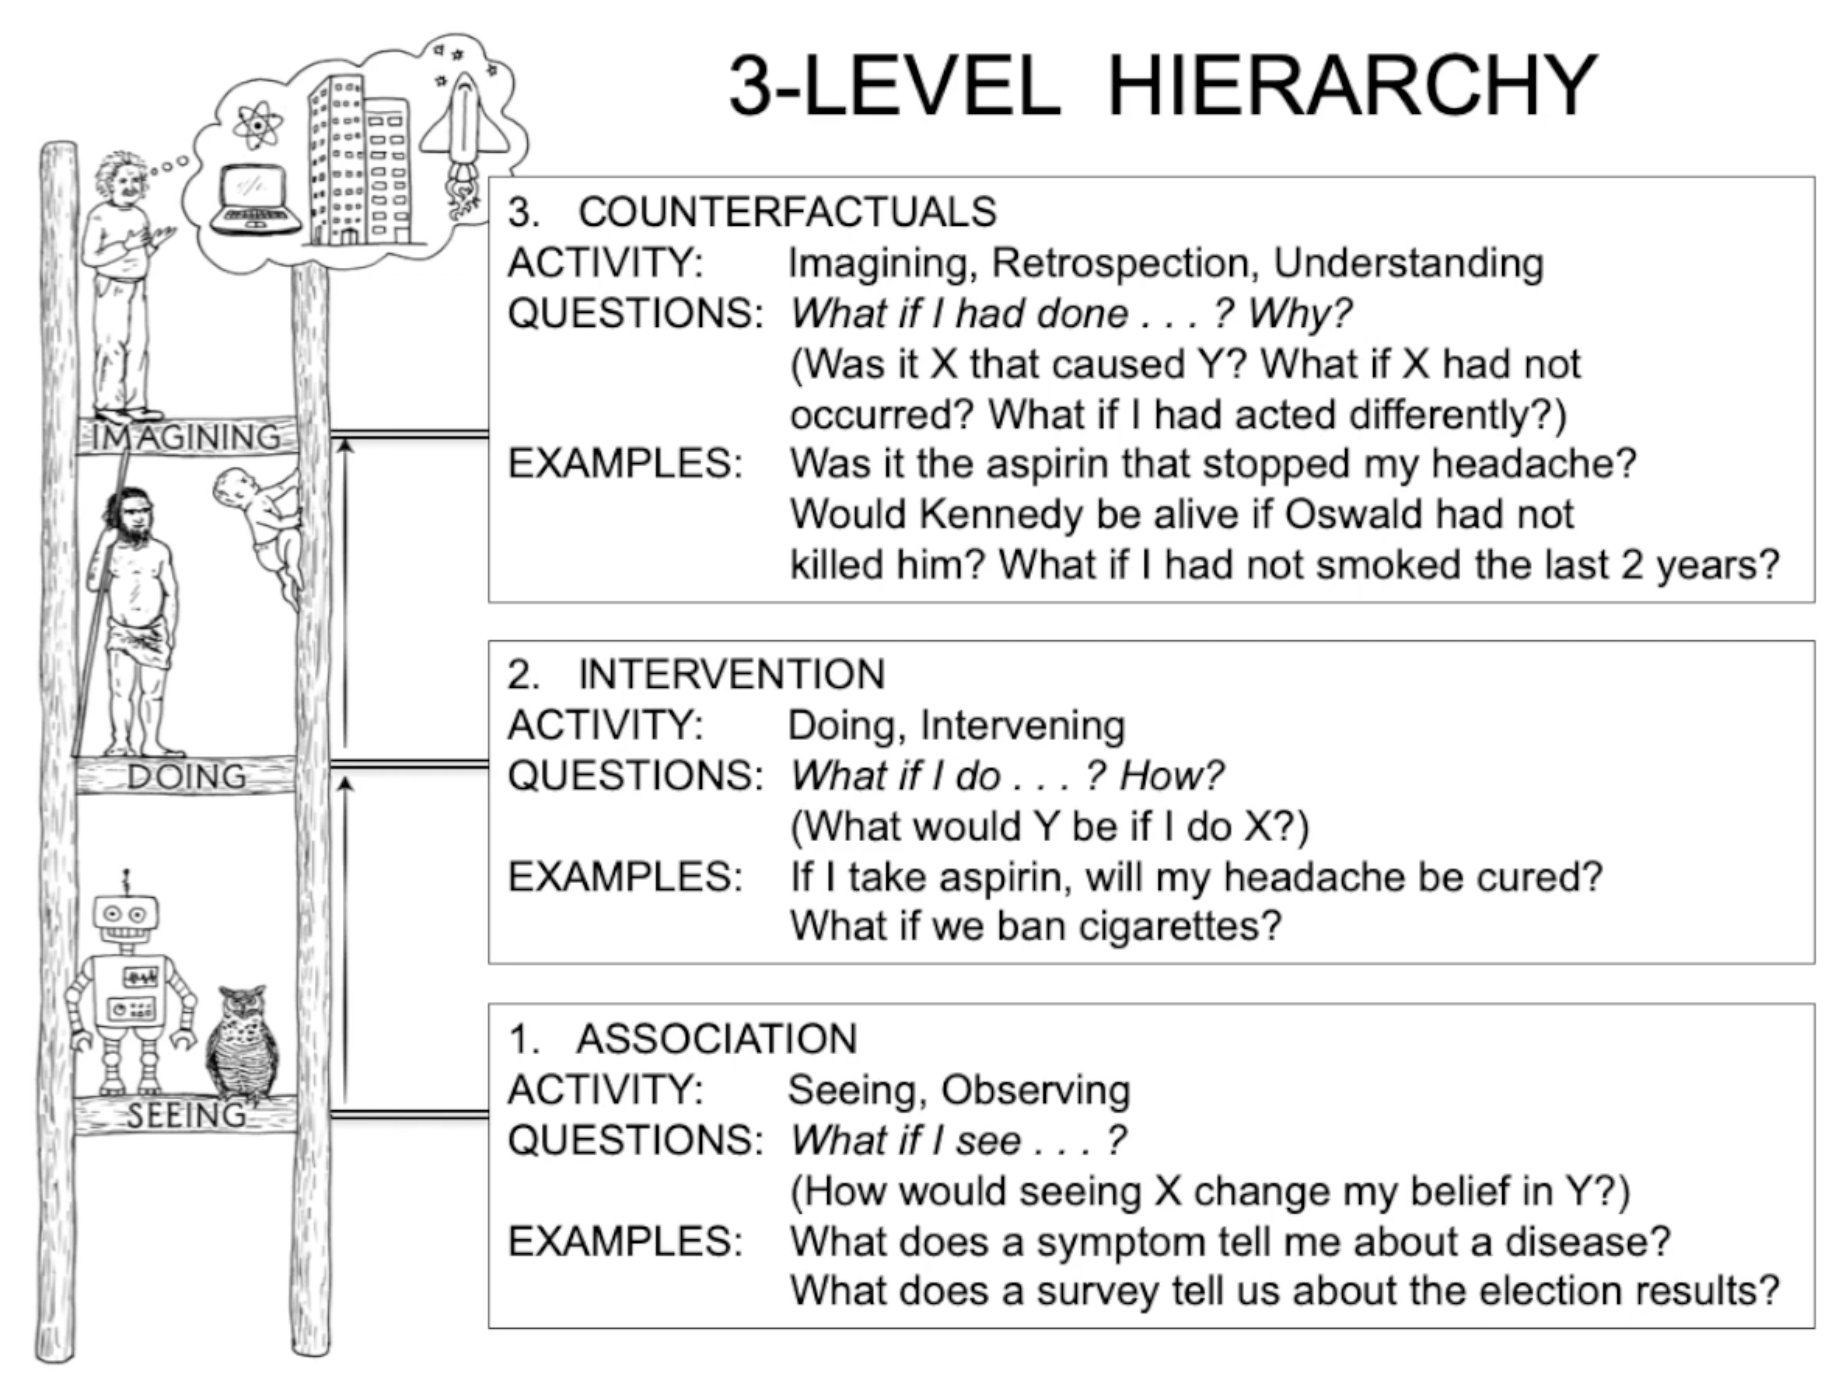 3-LEVEL HIERARCHY
3. COUNTERFACTUALS
ACTIVITY: Imagining, Retrospection, Understanding
QUESTIONS: What if I had done . . . ? Why?
(Was it X that caused Y? What if X had not
occurred? What if I had acted differently?)
EXAMPLES: Was it the aspirin that stopped my headache?
Would Kennedy be alive if Oswald had not
killed him? What if I had not smoked the last 2 years?
IMAGINING
2. INTERVENTION
ACTIVITY: Doing, Intervening
QUESTIONS: What if I do . . . ? How?
(What would Y be if I do X?)
EXAMPLES: If I take aspirin, will my headache be cured?
What if we ban cigarettes?
DOING
1. ASSOCIATION
ACTIVITY: Seeing, Observing
QUESTIONS: What if I see . . . ?
(How would seeing X change my belief in Y?)
EXAMPLES: What does a symptom tell me about a disease?
What does a survey tell us about the election results?
SEEING